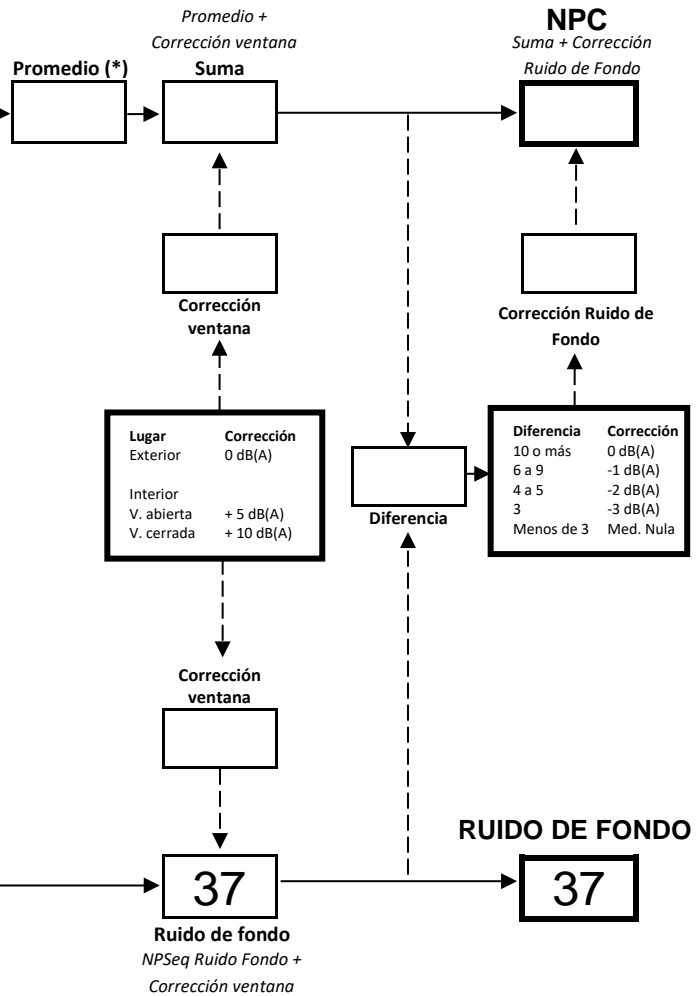 Promedio +
Corrección ventana
Promedio (*)
Suma
NPC
Suma + Corrección
Ruido de Fondo
Corrección
ventana
Corrección Ruido de
Fondo
Lugar Corrección
Exterior 0 dB(A)
Interior
V. abierta + 5 dB(A)
V. cerrada + 10 dB(A)
Diferencia
Diferencia Corrección
10 o más 0 dB(A)
6 a 9 -1 dB(A)
4 a 5 -2 dB(A)
3 -3 dB(A)
Menos de 3 Med. Nula
Corrección
ventana
RUIDO DE FONDO
37
37
Ruido de fondo
NPSeq Ruido Fondo +
Corrección ventana